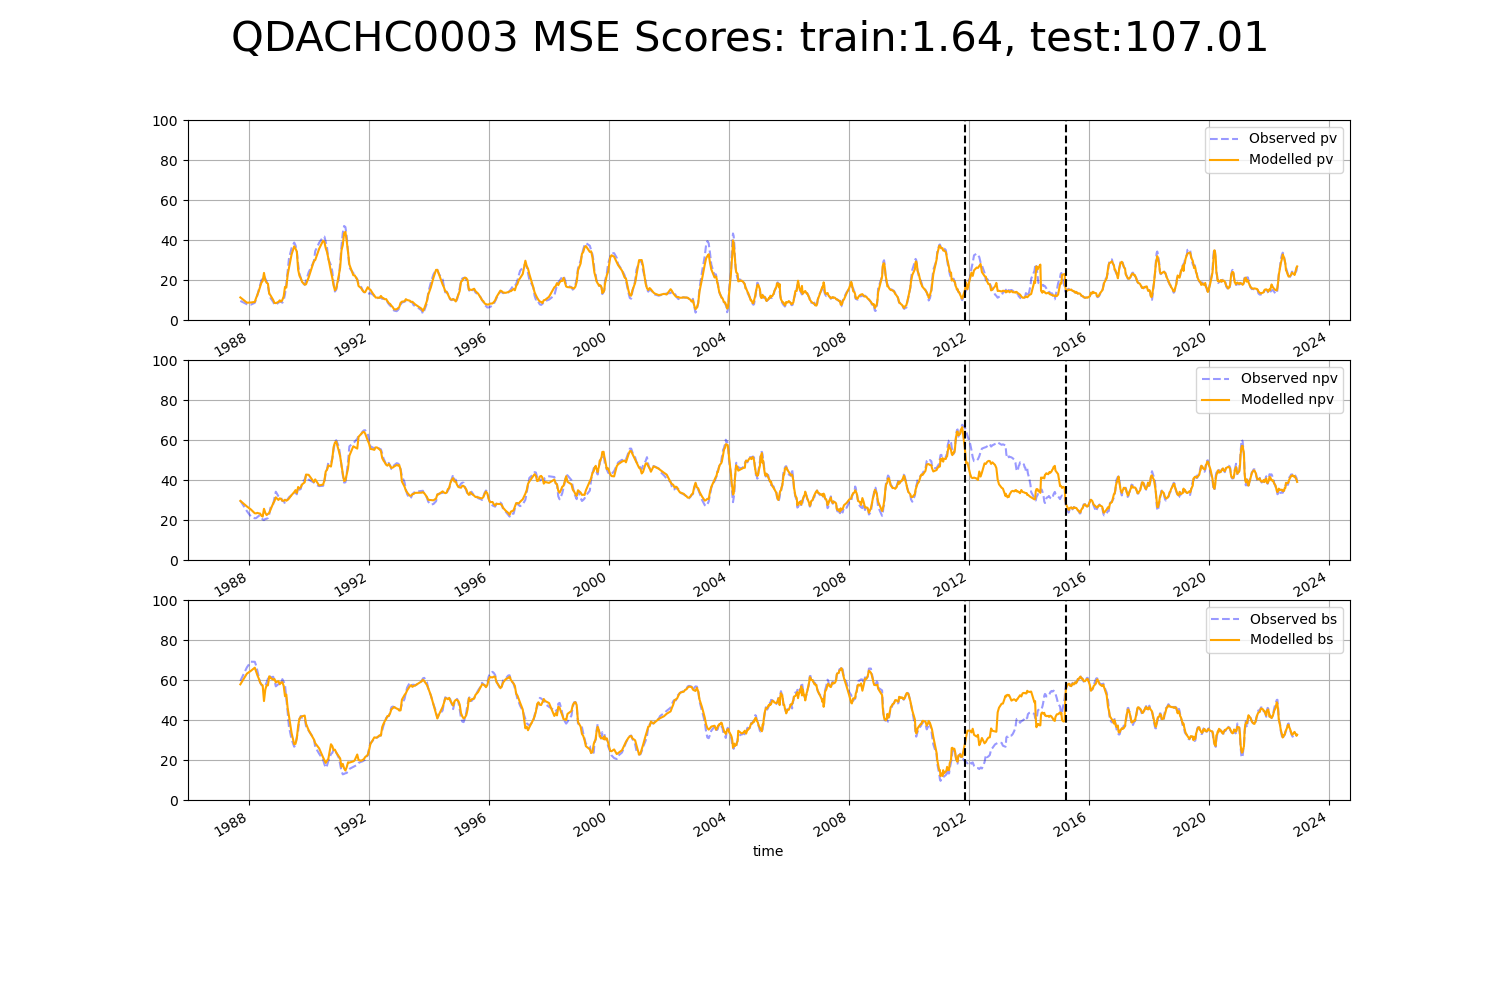 QDACHC0003 MSE Scores: train:1.64, test:107.01
100
80
60
40
20
0
Observed pv
Modelled pv
1988 1992 1996 2000 2004 2008 2012 2016 2020 2024
100
80
60
40
20
0
Observed npv
Modelled npv
1988 1992 1996 2000 2004 2008 2012 2016 2020 2024
100
80
60
40
20
0
Observed bs
Modelled bs
1988 1992 1996 2000 2004 2008 2012 2016 2020 2024
time